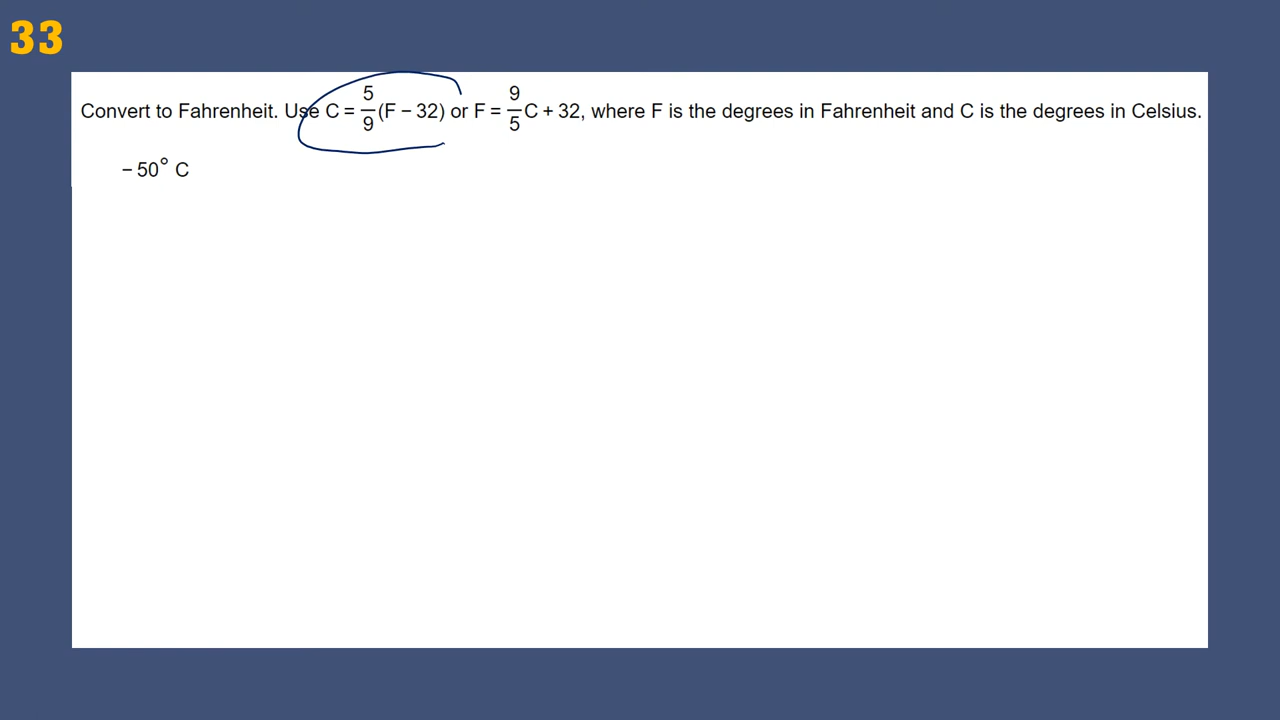 33
Convert to Fahrenheit. Use C = 5/9 (F − 32) or F = 9/5 C + 32, where F is the degrees in Fahrenheit and C is the degrees in Celsius.
− 50° C